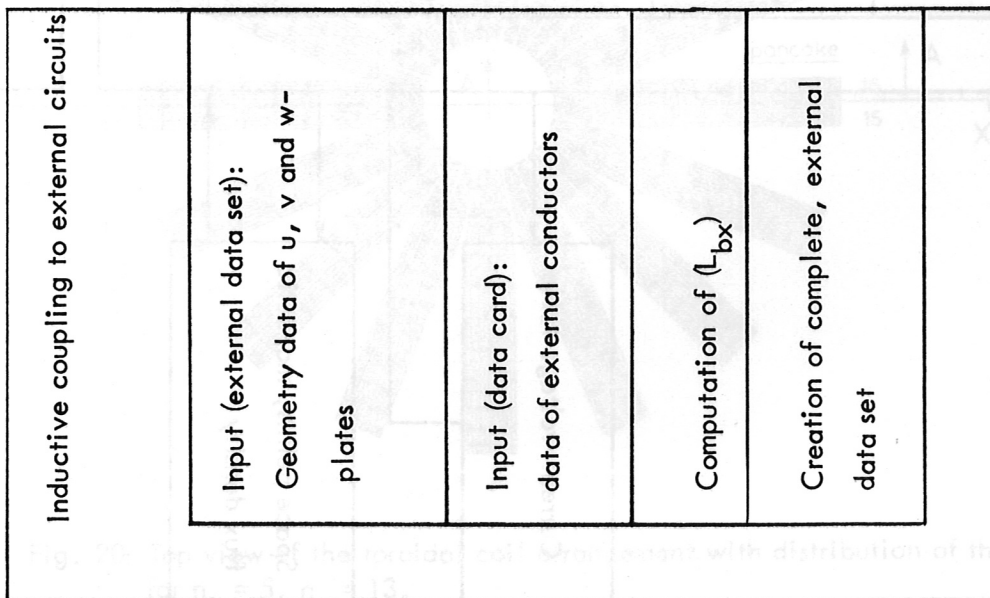 Inductive coupling to external circuits
Input (external data set):
Geometry data of u, v and w-
plates
Input (data card):
data of external conductors
Computation of (L_bx)
Creation of complete, external
data set